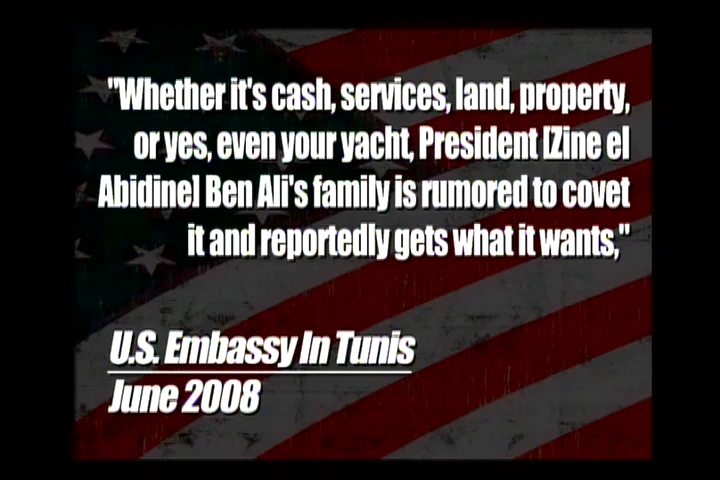 "Whether it's cash, services, land, property,
or yes, even your yacht, President [Zine el
Abidine] Ben Ali's family is rumored to covet
it and reportedly gets what it wants,"
U.S. Embassy In Tunis
June 2008